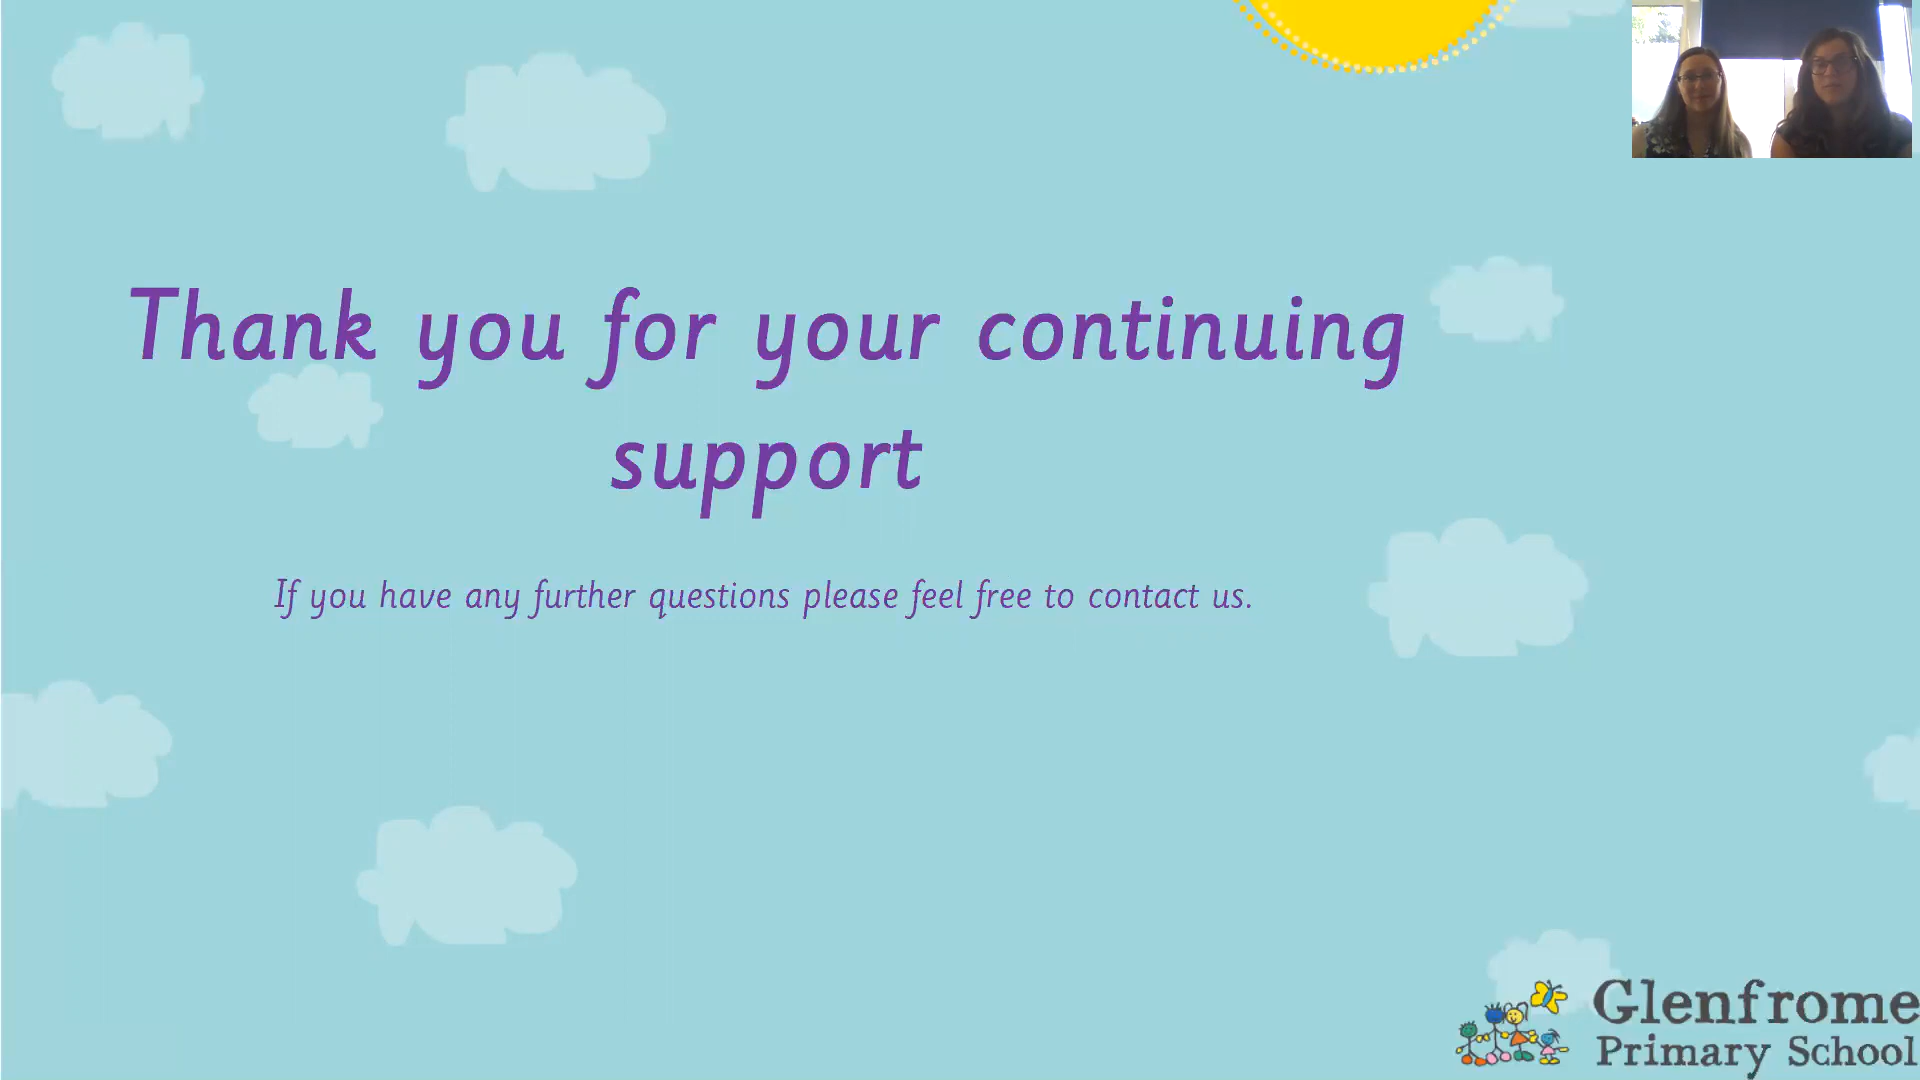 Thank you for your continuing
support
If you have any further questions please feel free to contact us.
Glenfrome
Primary School